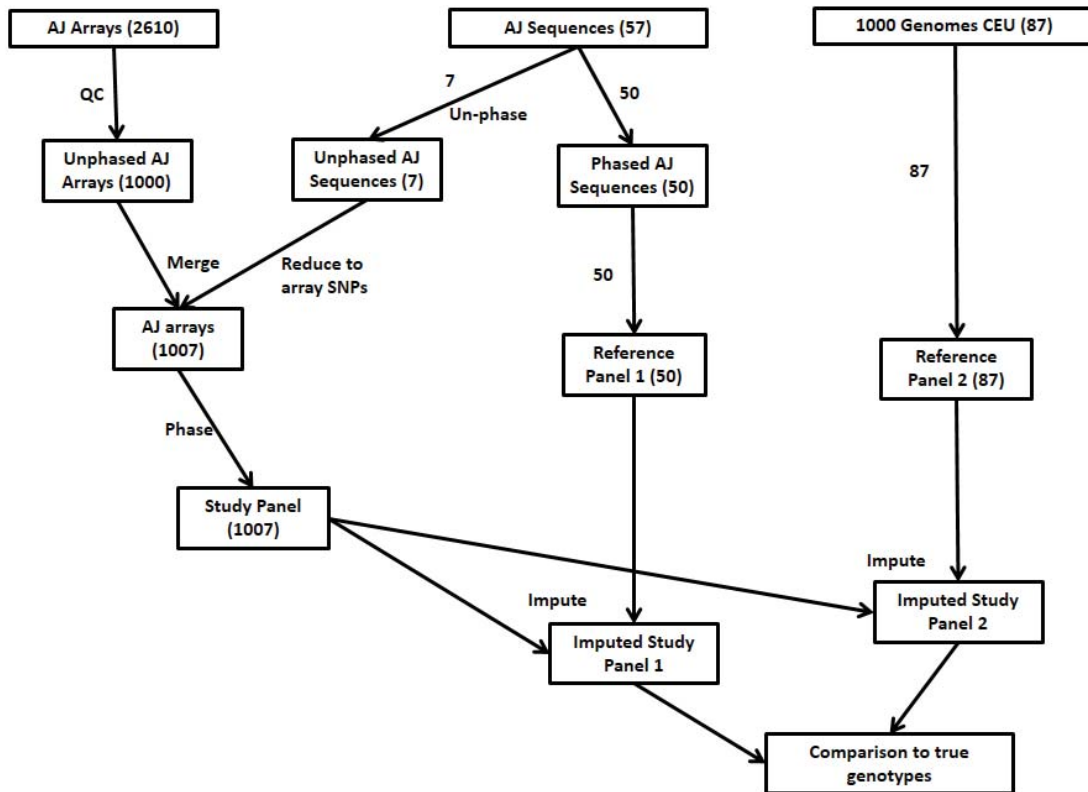 AJ Arrays (2610)
AJ Sequences (57)
1000 Genomes CEU (87)
QC
7
Un-phase
50
Unphased AJ
Arrays (1000)
Unphased AJ
Sequences (7)
Phased AJ
Sequences (50)
87
Merge
Reduce to
array SNPs
50
AJ arrays
(1007)
Reference
Panel 1 (50)
Reference
Panel 2 (87)
Phase
Study Panel
(1007)
Impute
Impute
Imputed Study
Panel 1
Imputed Study
Panel 2
Comparison to true
genotypes